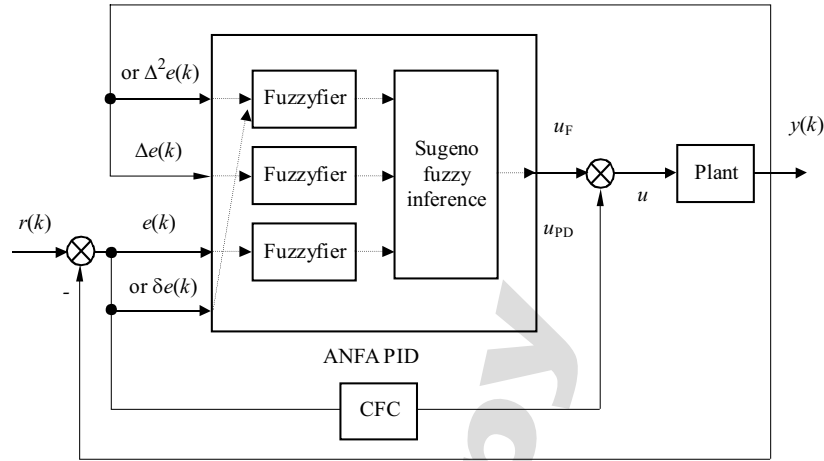 or Δ²e(k)
Fuzzyfier
Δe(k)
Fuzzyfier
Sugeno
fuzzy
inference
u_F
y(k)
Plant
u
r(k)
e(k)
Fuzzyfier
u_PD
-
or δe(k)
ANFA PID
CFC